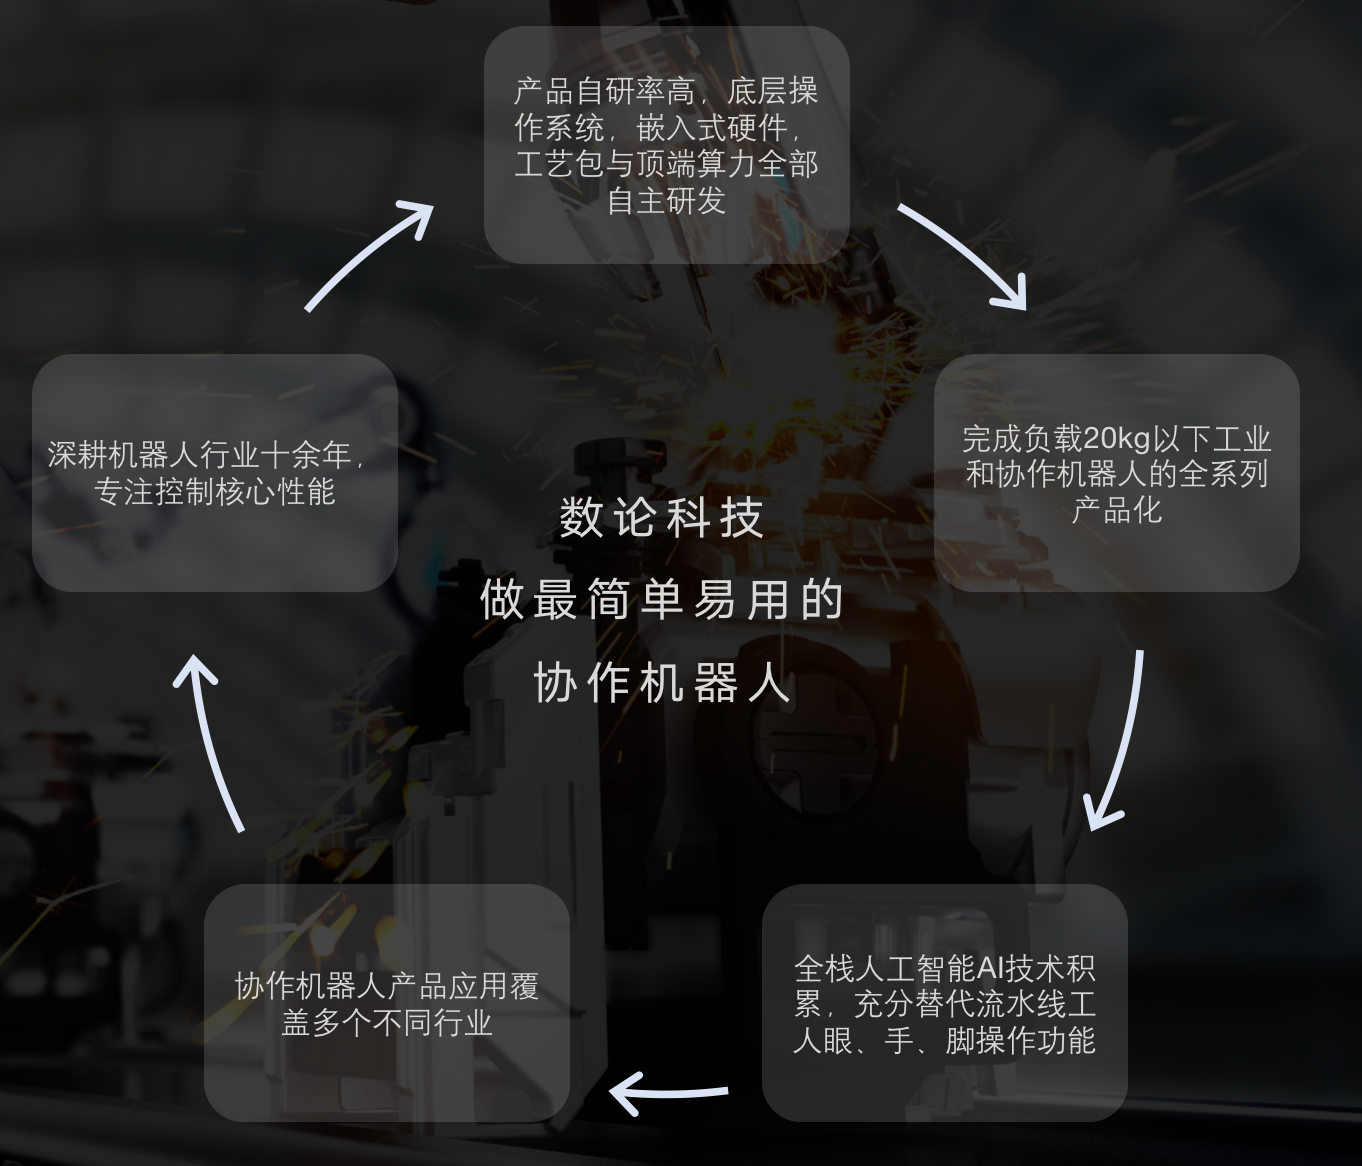 产品自研率高，底层操
作系统，嵌入式硬件，
工艺包与顶端算力全部
自主研发
深耕机器人行业十余年，
专注控制核心性能
完成负载20kg以下工业
和协作机器人的全系列
产品化
数论科技
做最简单易用的
协作机器人
协作机器人产品应用覆
盖多个不同行业
全栈人工智能AI技术积
累，充分替代流水线工
人眼、手、脚操作功能